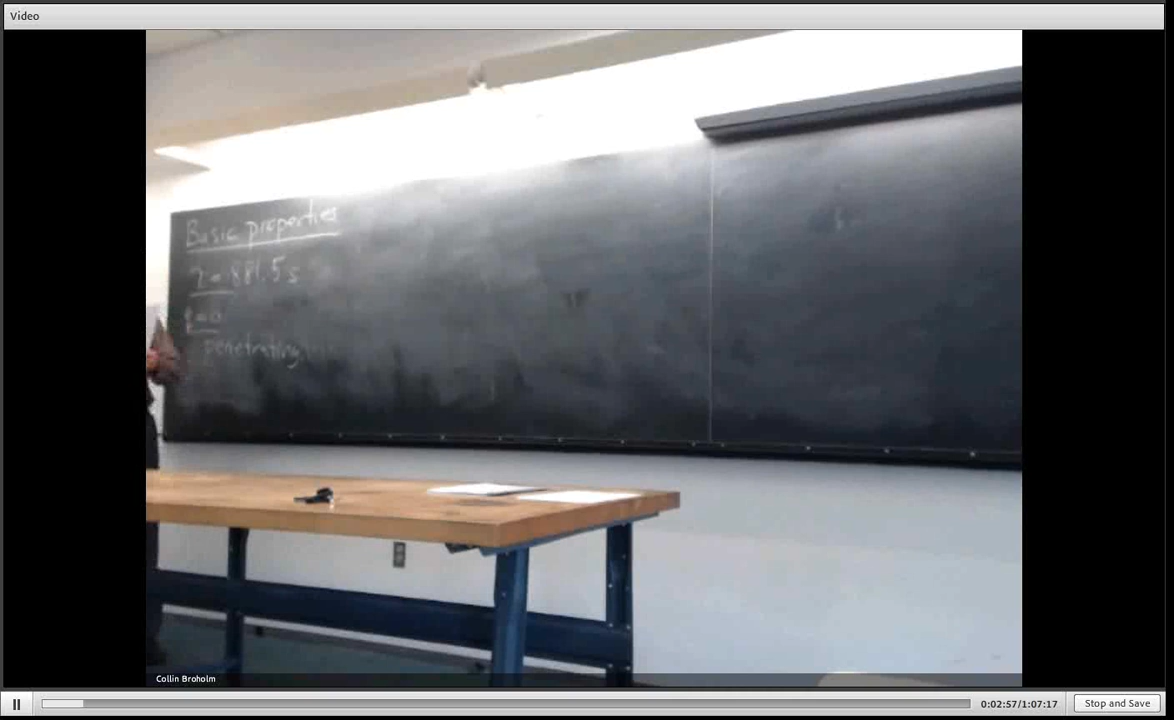 Video
Basic properties
τ = 881.5 s
q=0
penetrating
Collin Broholm
0:02:57/1:07:17
Stop and Save